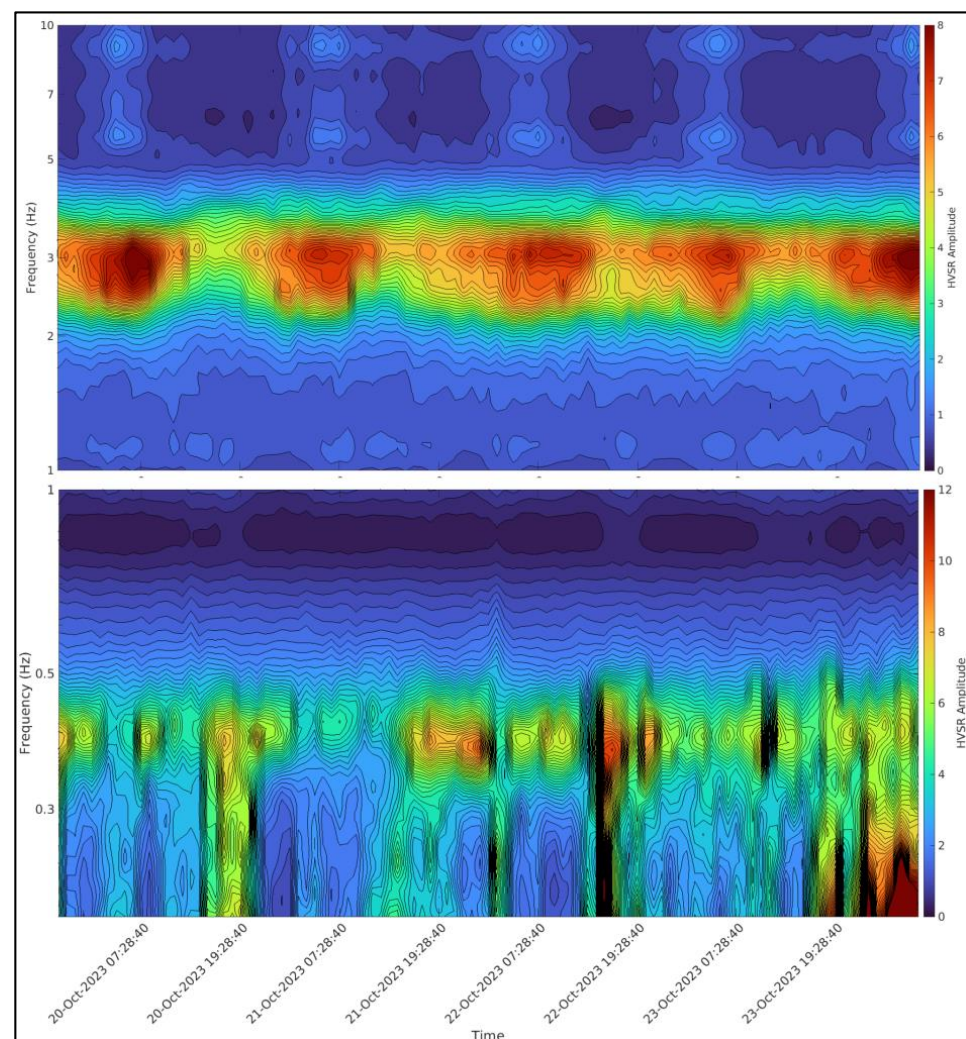 10
7
5
3
2
1
Frequency (Hz)
8
7
6
5
4
3
2
1
0
HVSR Amplitude
1
0.5
0.3
Frequency (Hz)
12
10
8
6
4
2
0
HVSR Amplitude
20-Oct-2023 07:28:40
20-Oct-2023 19:28:40
21-Oct-2023 07:28:40
21-Oct-2023 19:28:40
22-Oct-2023 07:28:40
22-Oct-2023 19:28:40
23-Oct-2023 07:28:40
23-Oct-2023 19:28:40
Time